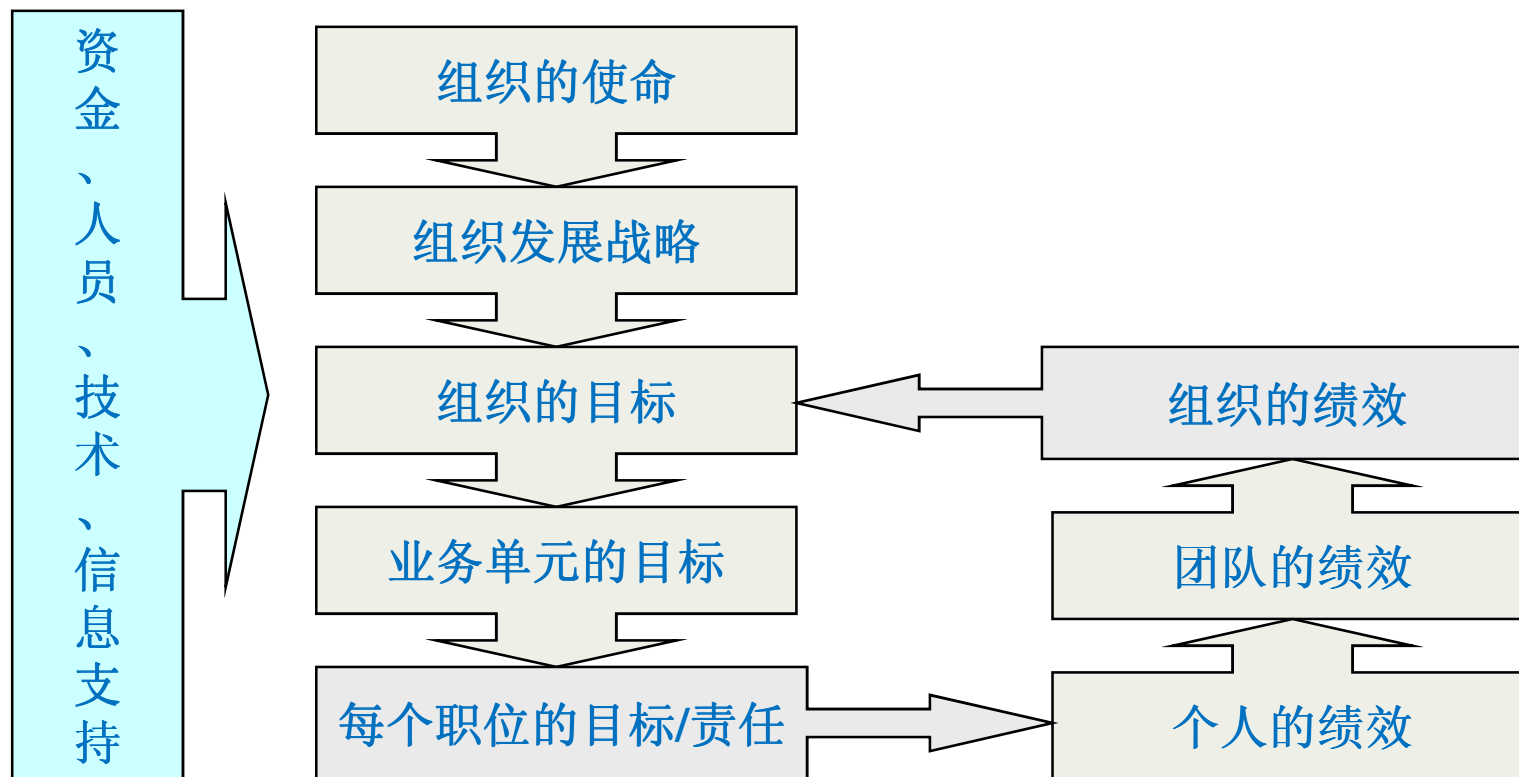 资金、人员、技术、信息支持
组织的使命
组织发展战略
组织的目标
业务单元的目标
每个职位的目标/责任
组织的绩效
团队的绩效
个人的绩效